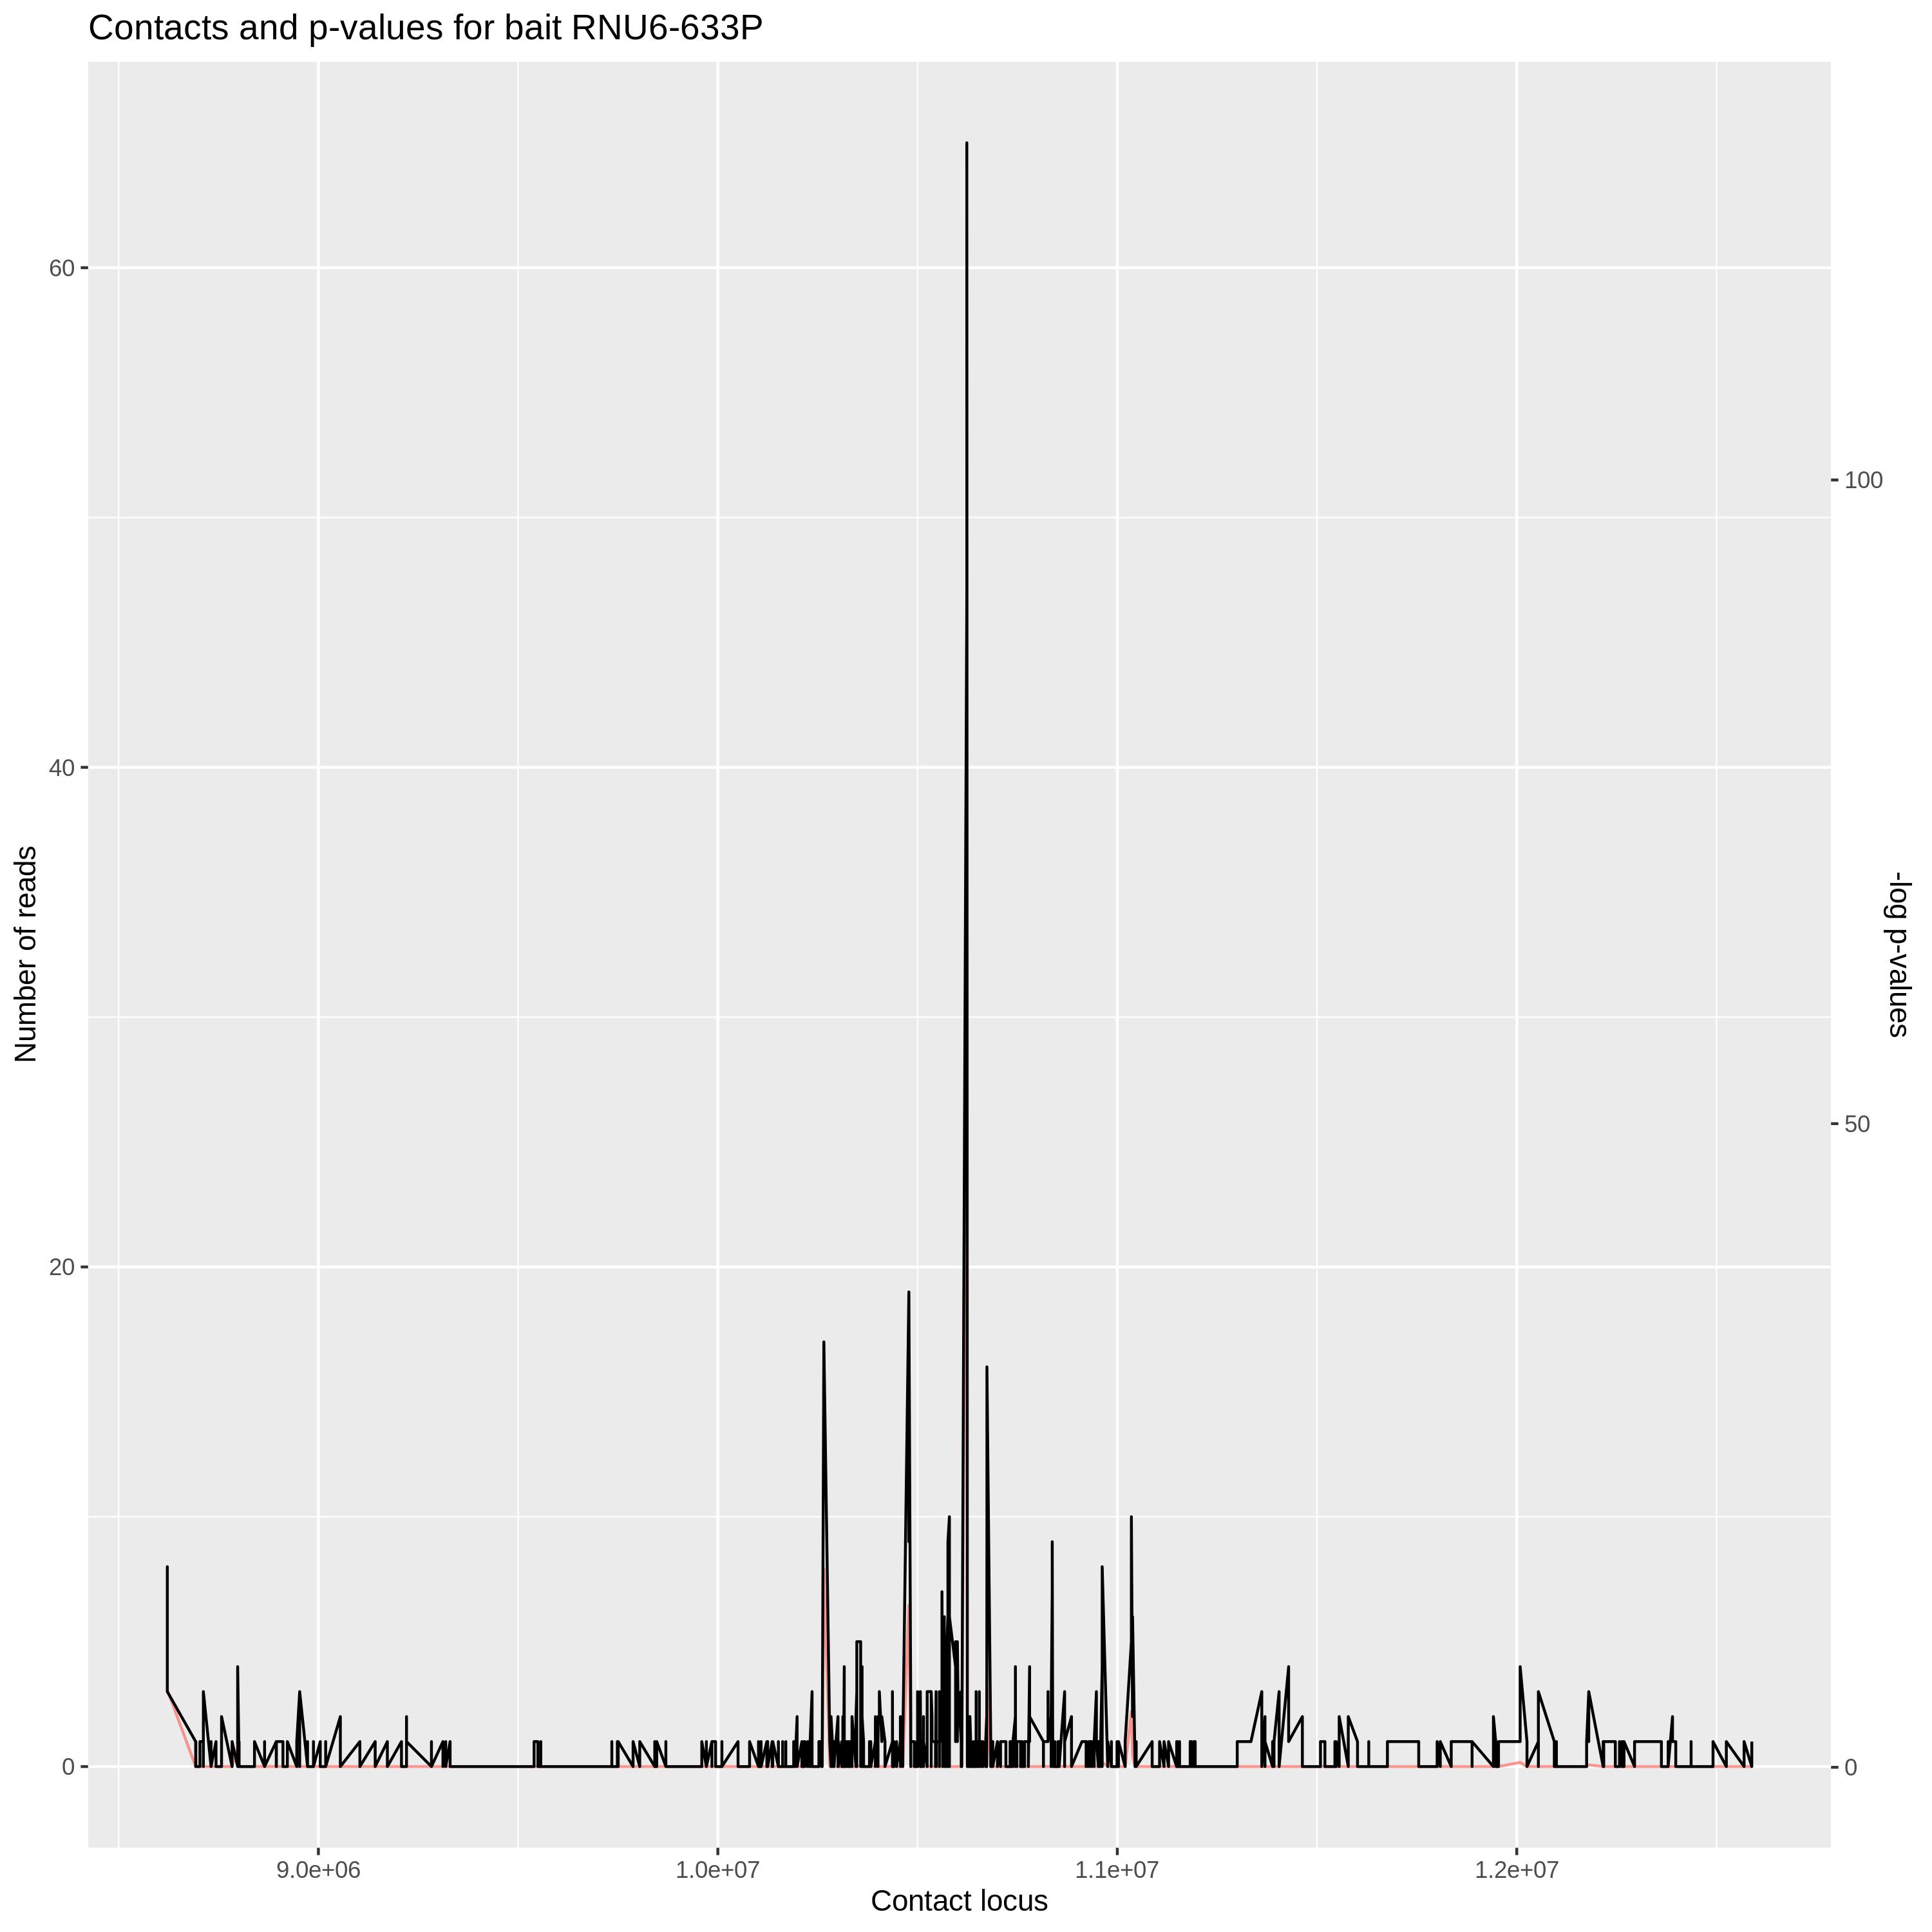 Contacts and p-values for bait RNU6-633P
60
40
20
0
Number of reads
100
50
0
-log p-values
9.0e+06
1.0e+07
1.1e+07
1.2e+07
Contact locus